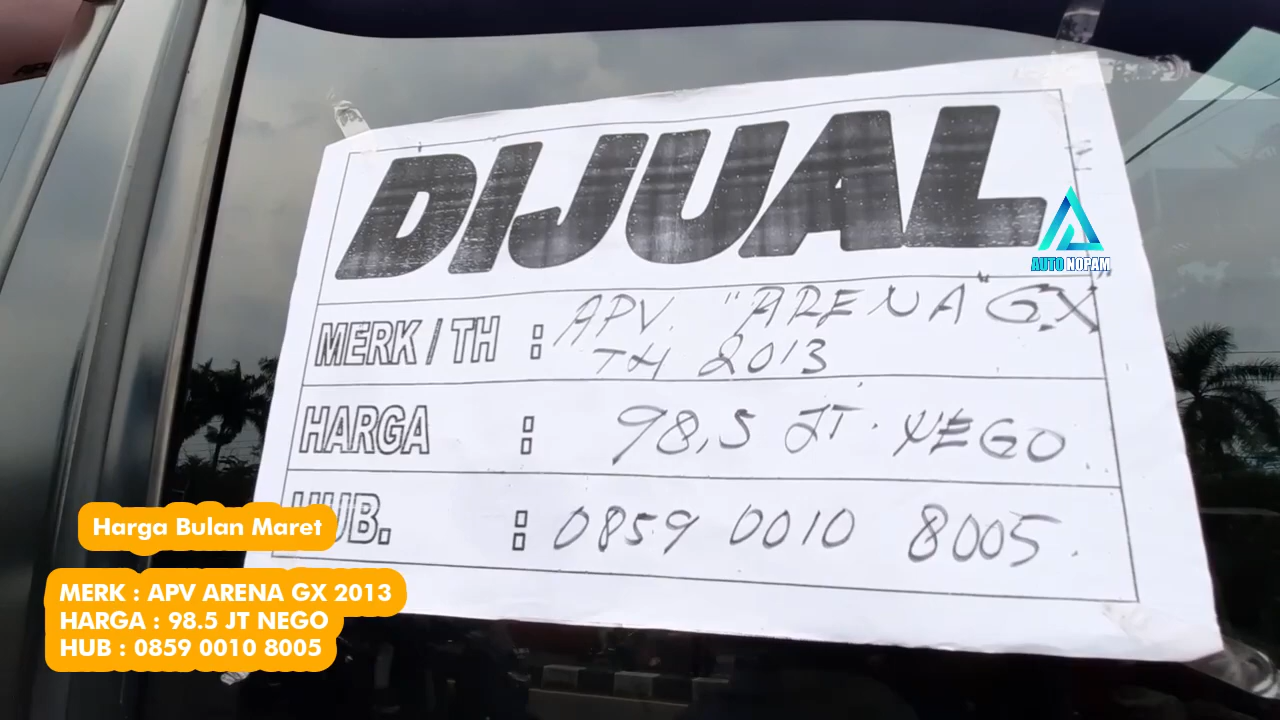 DIJUAL
AUTO NOPAM
MERK / TH : APV. "ARENA" GX"
TH 2013
HARGA : 98,5 JT. NEGO
HUB. : 0859 0010 8005.
Harga Bulan Maret
MERK : APV ARENA GX 2013
HARGA : 98.5 JT NEGO
HUB : 0859 0010 8005